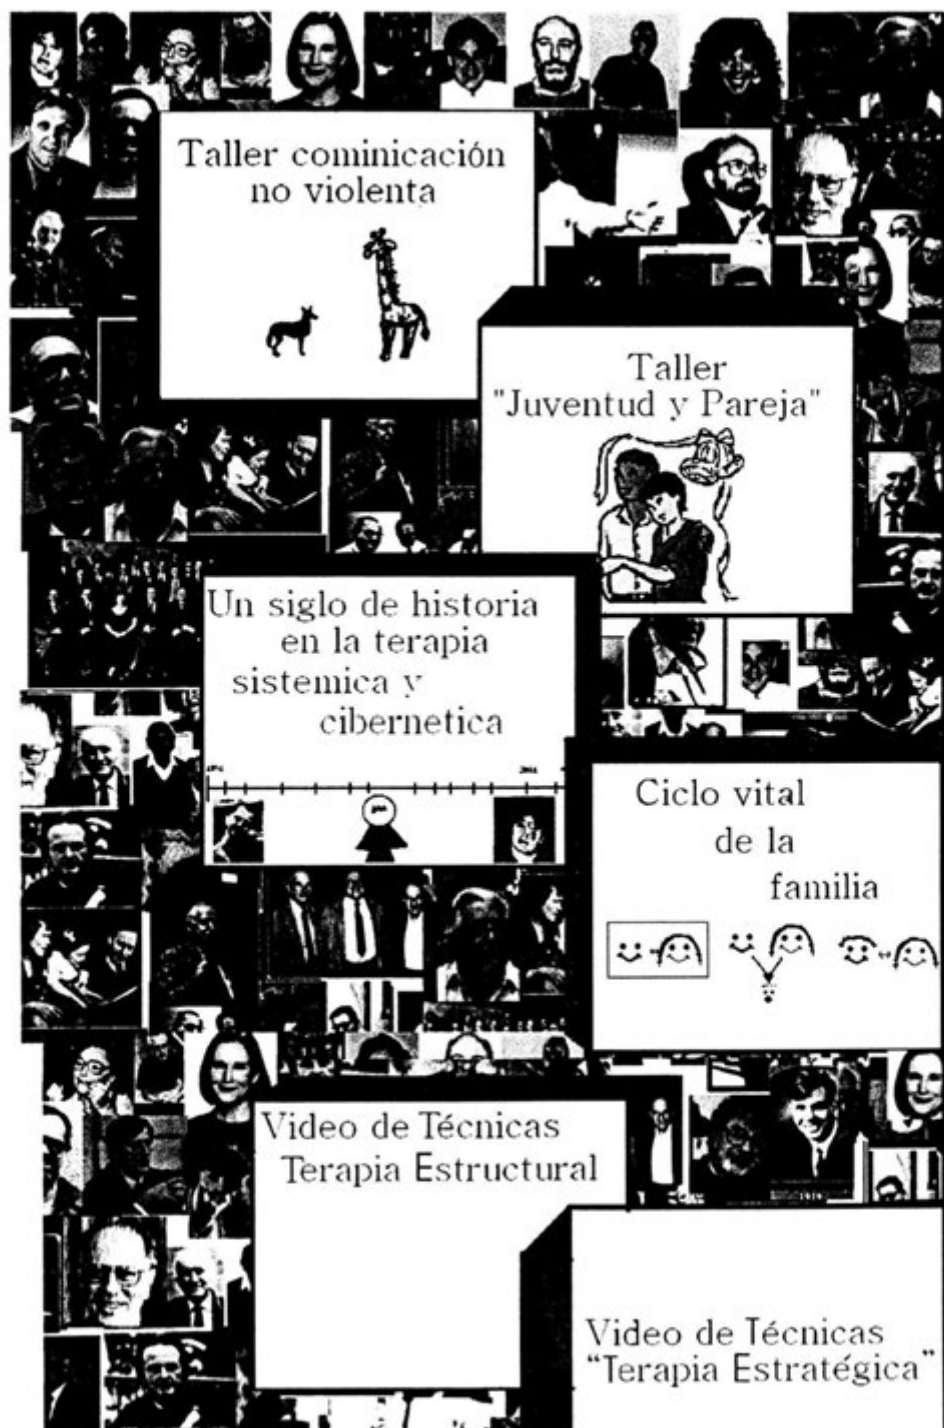 Taller cominicación
no violenta
Taller
"Juventud y Pareja"
Un siglo de historia
en la terapia
sistemica y
cibernetica
Ciclo vital
de la
familia
Video de Técnicas
Terapia Estructural
Video de Técnicas
“Terapia Estratégica”